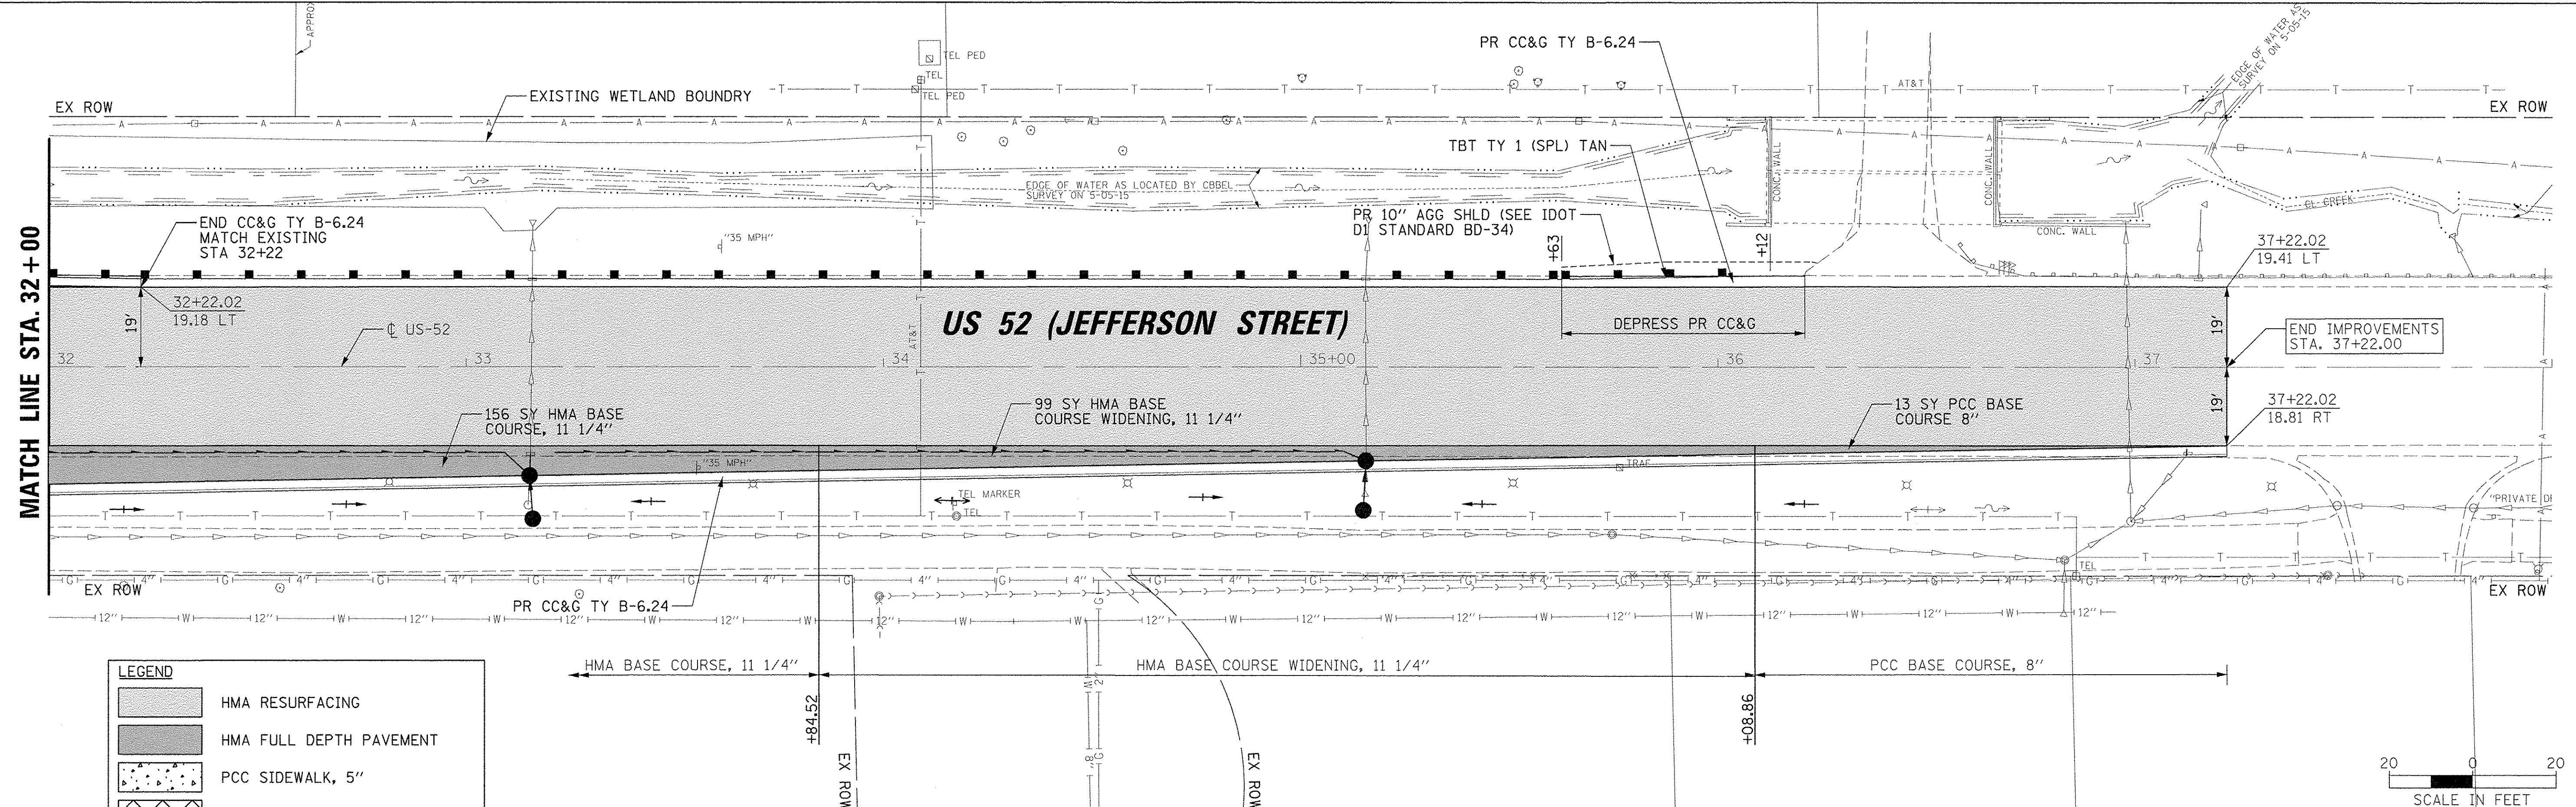 APPROX
EX ROW
EXISTING WETLAND BOUNDRY
TEL PED
TEL
TEL PED
PR CC&G TY B-6.24
AT&T
EDGE OF WATER AS
SURVEY ON 5-05-15
EX ROW
TBT TY 1 (SPL) TAN
CONC. WALL
CONC. WALL
EDGE OF WATER AS LOCATED BY CBBEL
SURVEY ON 5-05-15
PR 10" AGG SHLD (SEE IDOT
D1 STANDARD BD-34)
CL CREEK
CONC. WALL
END CC&G TY B-6.24
MATCH EXISTING
STA 32+22
"35 MPH"
+63
+12
37+22.02
19.41 LT
MATCH LINE STA. 32+00
32+22.02
19.18 LT
19'
℄ US-52
AT&T
US 52 (JEFFERSON STREET)
DEPRESS PR CC&G
19'
END IMPROVEMENTS
STA. 37+22.00
32
33
34
35+00
36
37
156 SY HMA BASE
COURSE, 11 1/4"
99 SY HMA BASE
COURSE WIDENING, 11 1/4"
13 SY PCC BASE
COURSE 8"
19'
37+22.02
18.81 RT
"35 MPH"
TRAF
TEL MARKER
TEL
"PRIVATE DR
TEL
EX ROW
EX ROW
PR CC&G TY B-6.24
HMA BASE COURSE, 11 1/4"
HMA BASE COURSE WIDENING, 11 1/4"
PCC BASE COURSE, 8"
+84.52
+08.86
EX ROW
EX ROW
LEGEND
HMA RESURFACING
HMA FULL DEPTH PAVEMENT
PCC SIDEWALK, 5"
20 0 20
SCALE IN FEET